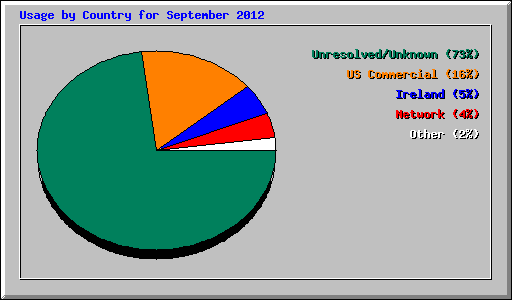 Usage by Country for September 2012
Unresolved/Unknown (73%)
US Commercial (16%)
Ireland (5%)
Network (4%)
Other (2%)